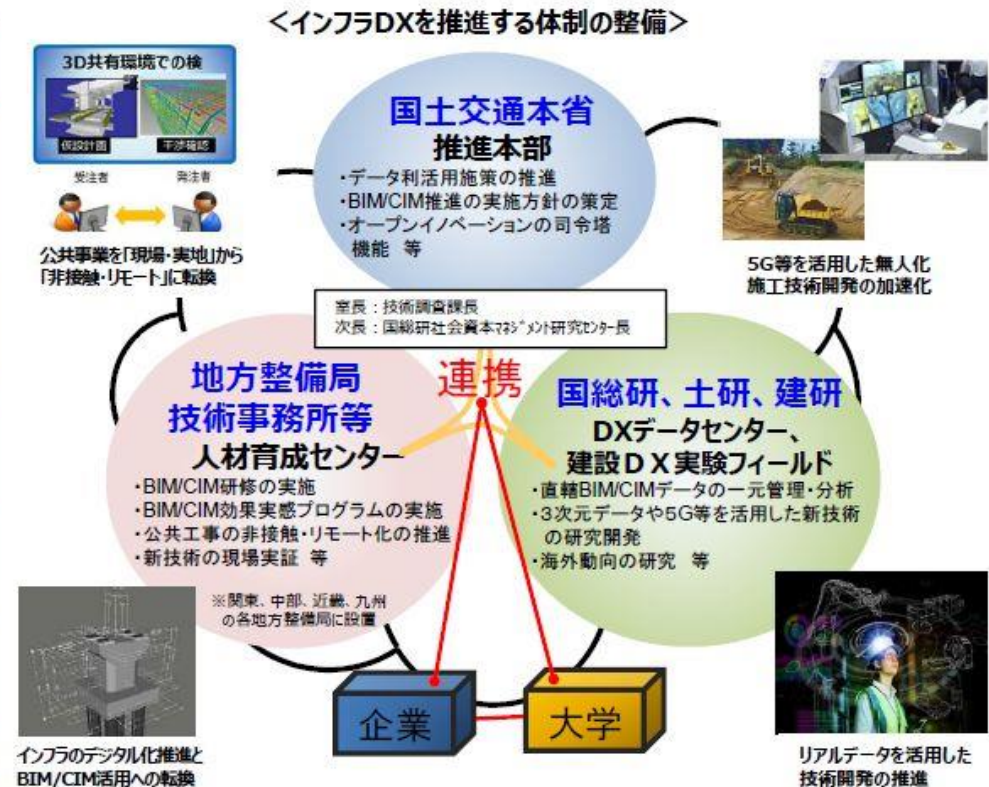 ＜インフラDXを推進する体制の整備＞
3D共有環境での検
仮設計画
干渉確認
受注者
発注者
公共事業を｢現場・実地｣から
｢非接触・リモート｣に転換
国土交通本省
推進本部
・データ利活用施策の推進
・BIM/CIM推進の実施方針の策定
・オープンイノベーションの司令塔
機能 等
5G等を活用した無人化
施工技術開発の加速化
室長：技術調査課長
次長：国総研社会資本ﾏﾈｼﾞﾒﾝﾄ研究ｾﾝﾀｰ長
連携
地方整備局
技術事務所等
人材育成センター
・BIM/CIM研修の実施
・BIM/CIM効果実感プログラムの実施
・公共工事の非接触・リモート化の推進
・新技術の現場実証 等
※関東、中部、近畿、九州
の各地方整備局に設置
国総研、土研、建研
DXデータセンター、
建設ＤＸ実験フィールド
・直轄BIM/CIMデータの一元管理・分析
・3次元データや5G等を活用した新技術
の研究開発
・海外動向の研究 等
企業
大学
インフラのデジタル化推進と
BIM/CIM活用への転換
リアルデータを活用した
技術開発の推進